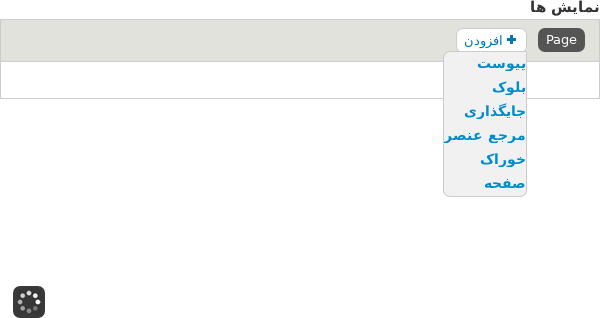 نمایش ها
Page
افزودن
پیوست
بلوک
جایگذاری
مرجع عنصر
خوراک
صفحه